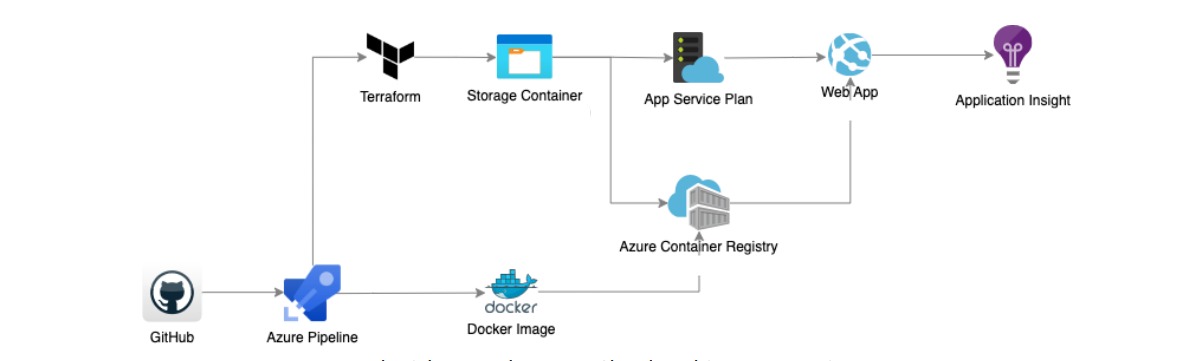 Terraform
Storage Container
App Service Plan
Web App
Application Insight
Azure Container Registry
GitHub
Azure Pipeline
docker
Docker Image